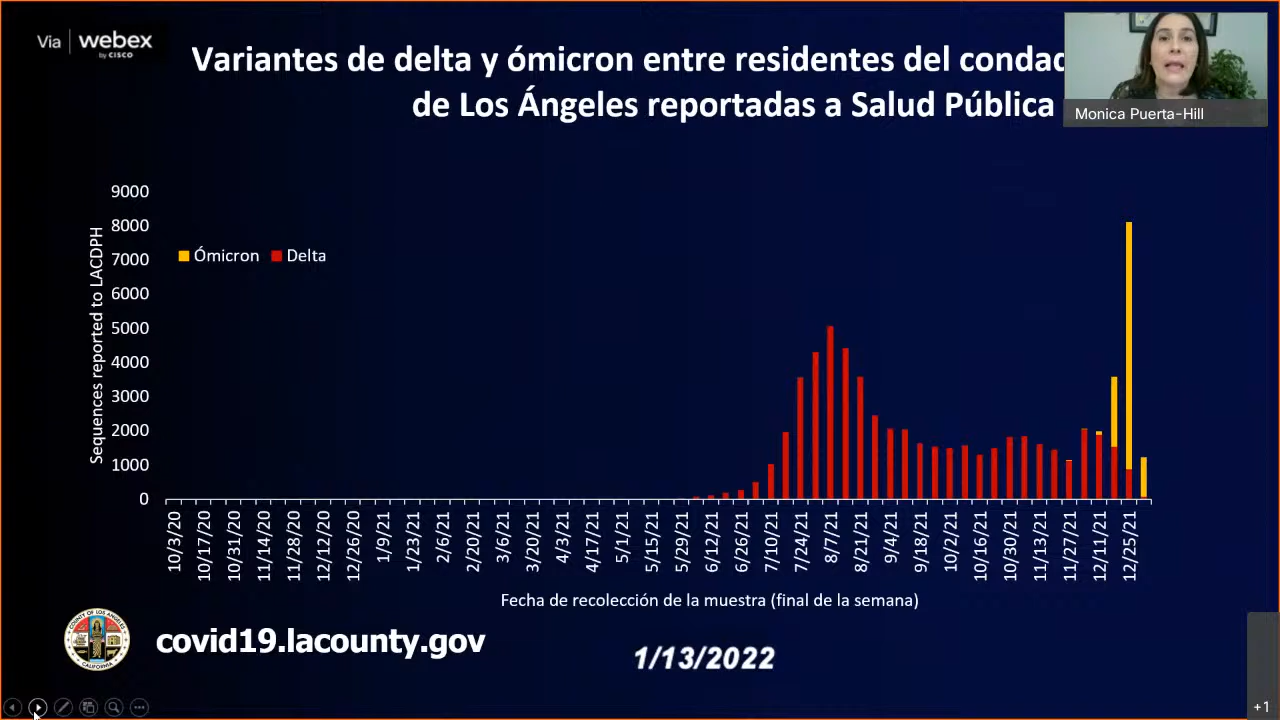 Via webex
by CISCO
Variantes de delta y ómicron entre residentes del condad
de Los Ángeles reportadas a Salud Pública
Monica Puerta-Hill
9000
8000
7000
6000
5000
4000
3000
2000
1000
0
Sequences reported to LACDPH
Ómicron Delta
10/3/20 10/17/20 10/31/20 11/14/20 11/28/20 12/12/20 12/26/20 1/9/21 1/23/21 2/6/21 2/20/21 3/6/21 3/20/21 4/3/21 4/17/21 5/1/21 5/15/21 5/29/21 6/12/21 6/26/21 7/10/21 7/24/21 8/7/21 8/21/21 9/4/21 9/18/21 10/2/21 10/16/21 10/30/21 11/13/21 11/27/21 12/11/21 12/25/21
Fecha de recolección de la muestra (final de la semana)
COUNTY OF LOS ANGELES
CALIFORNIA
covid19.lacounty.gov
1/13/2022
+1